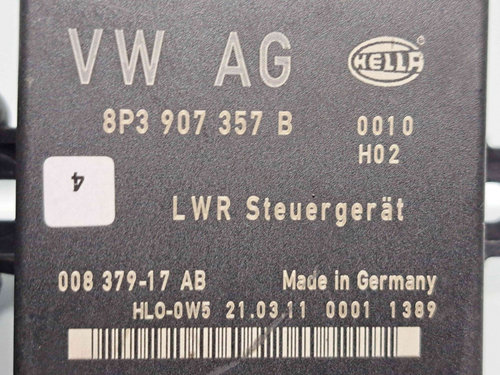 VW AG HELLA
8P3 907 357 B 0010
H02
4
LWR Steuergerät
008 379-17 AB Made in Germany
HLO-0W5 21.03.11 0001 1389